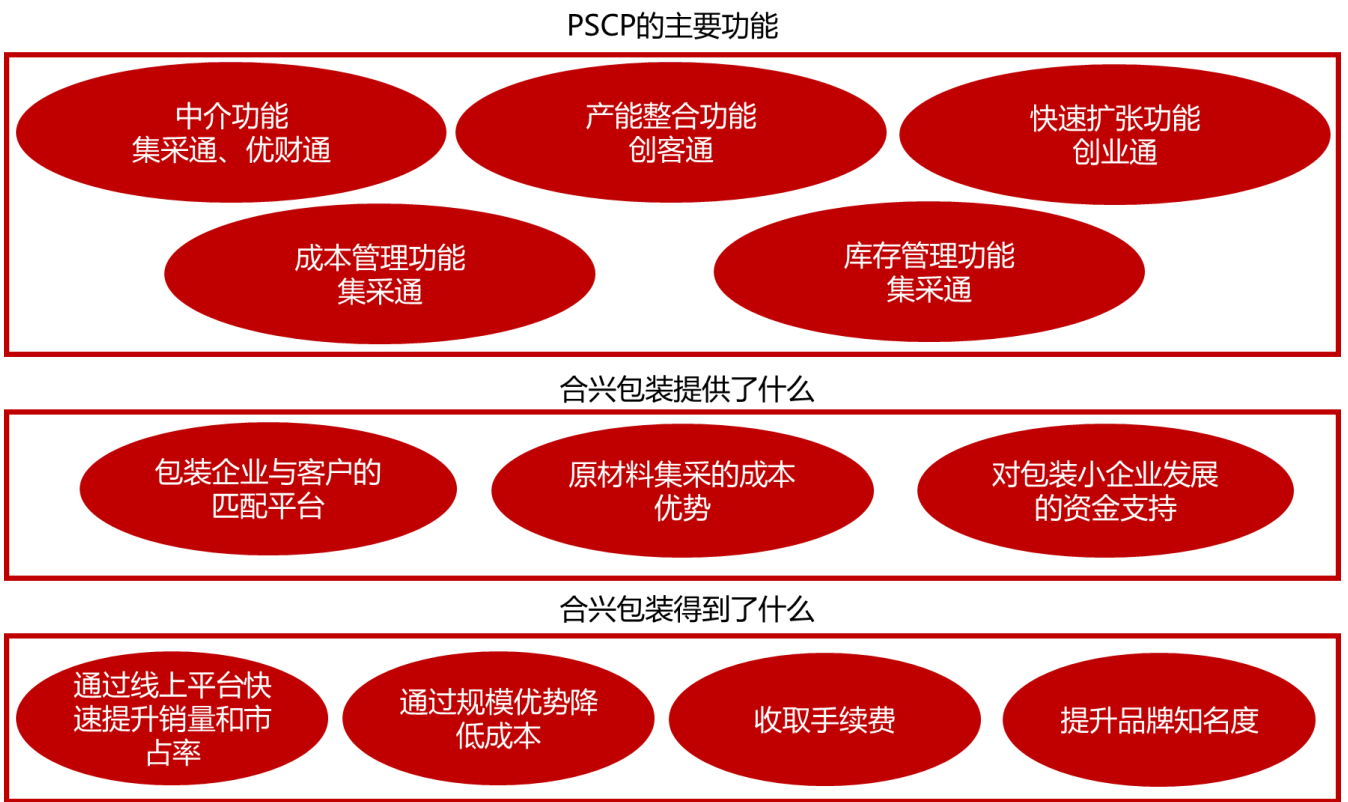 PSCP的主要功能
中介功能
集采通、优财通
产能整合功能
创客通
快速扩张功能
创业通
成本管理功能
集采通
库存管理功能
集采通
合兴包装提供了什么
包装企业与客户的
匹配平台
原材料集采的成本
优势
对包装小企业发展
的资金支持
合兴包装得到了什么
通过线上平台快
速提升销量和市
占率
通过规模优势降
低成本
收取手续费
提升品牌知名度